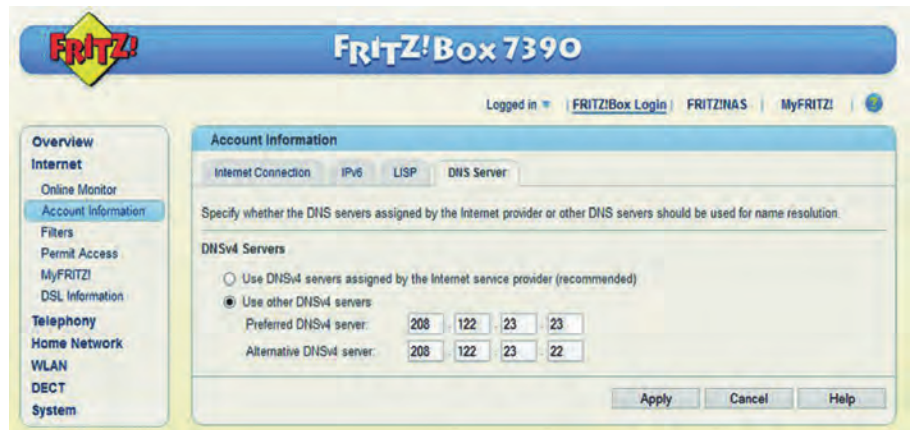 FRITZ!
FRITZ!Box 7390
Logged in | FRITZ!Box Login | FRITZ!NAS | MyFRITZ! | ?
Overview
Internet
Online Monitor
Account Information
Filters
Permit Access
MyFRITZ!
DSL Information
Telephony
Home Network
WLAN
DECT
System
Account Information
Internet Connection IPv6 LISP DNS Server
Specify whether the DNS servers assigned by the Internet provider or other DNS servers should be used for name resolution.
DNSv4 Servers
Use DNSv4 servers assigned by the Internet service provider (recommended)
Use other DNSv4 servers
Preferred DNSv4 server: 208 . 122 . 23 . 23
Alternative DNSv4 server: 208 . 122 . 23 . 22
Apply Cancel Help